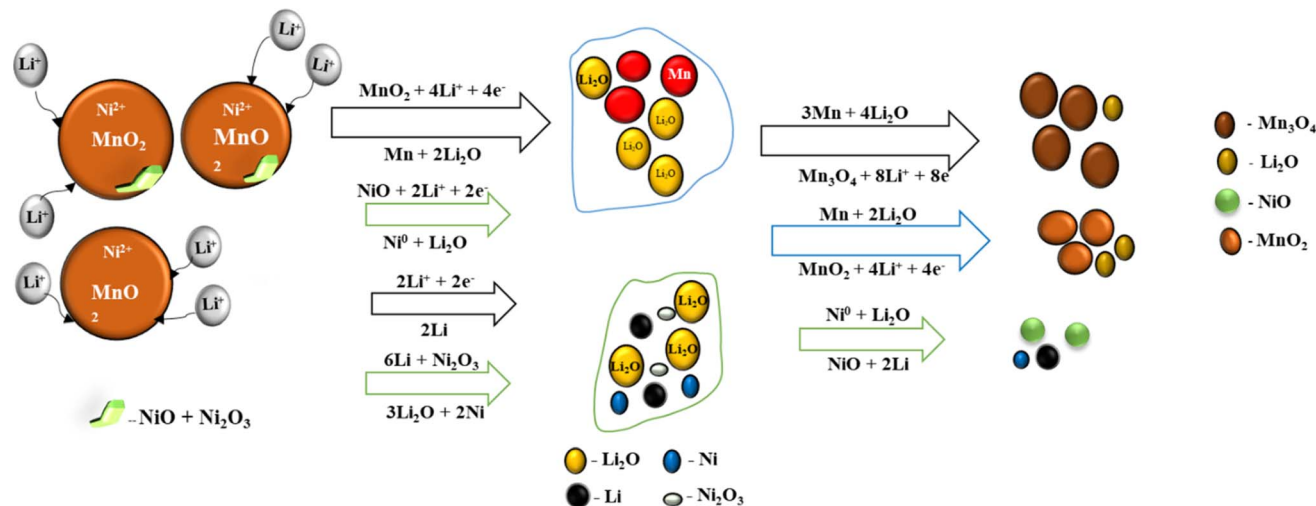 Li⁺
Li⁺
Li⁺
Li⁺
Ni²⁺
MnO₂
Ni²⁺
MnO
2
Ni²⁺
MnO
2
Li⁺
Li⁺
Li⁺
-- NiO + Ni₂O₃
MnO₂ + 4Li⁺ + 4e⁻
Mn + 2Li₂O
NiO + 2Li⁺ + 2e⁻
Ni⁰ + Li₂O
2Li⁺ + 2e⁻
2Li
6Li + Ni₂O₃
3Li₂O + 2Ni
Li₂O
Mn
Li₂O
Li₂O
Li₂O
Li₂O
Li₂O
Li₂O
- Li₂O
- Ni
- Li
- Ni₂O₃
3Mn + 4Li₂O
Mn₃O₄ + 8Li⁺ + 8e
Mn + 2Li₂O
MnO₂ + 4Li⁺ + 4e⁻
Ni⁰ + Li₂O
NiO + 2Li
- Mn₃O₄
- Li₂O
- NiO
- MnO₂